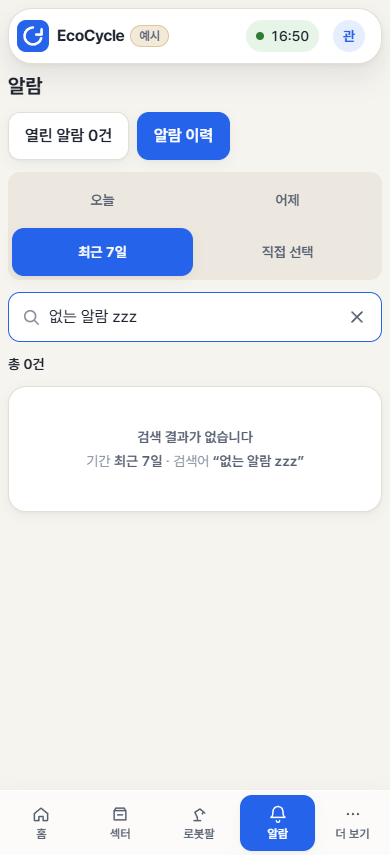 EcoCycle 예시 16:50 관
알람
열린 알람 0건 알람 이력
오늘 어제
최근 7일 직접 선택
없는 알람 zzz
총 0건
검색 결과가 없습니다
기간 최근 7일 · 검색어 “없는 알람 zzz”
홈 섹터 로봇팔 알람 더 보기